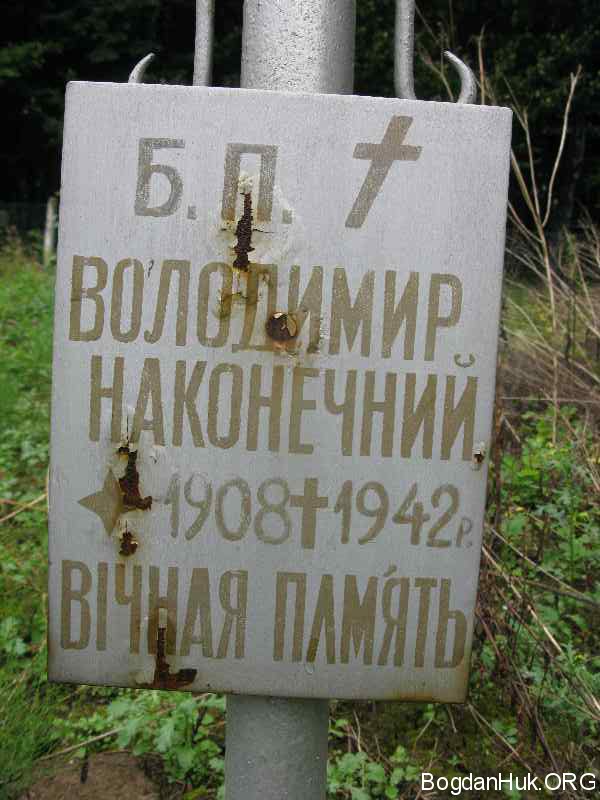 Б. П. †
ВОЛОДИМИР
НАКОНЕЧНИЙ
✦ 1908 † 1942 р.
ВІЧНАЯ ПАМ'ЯТЬ
BogdanHuk.ORG